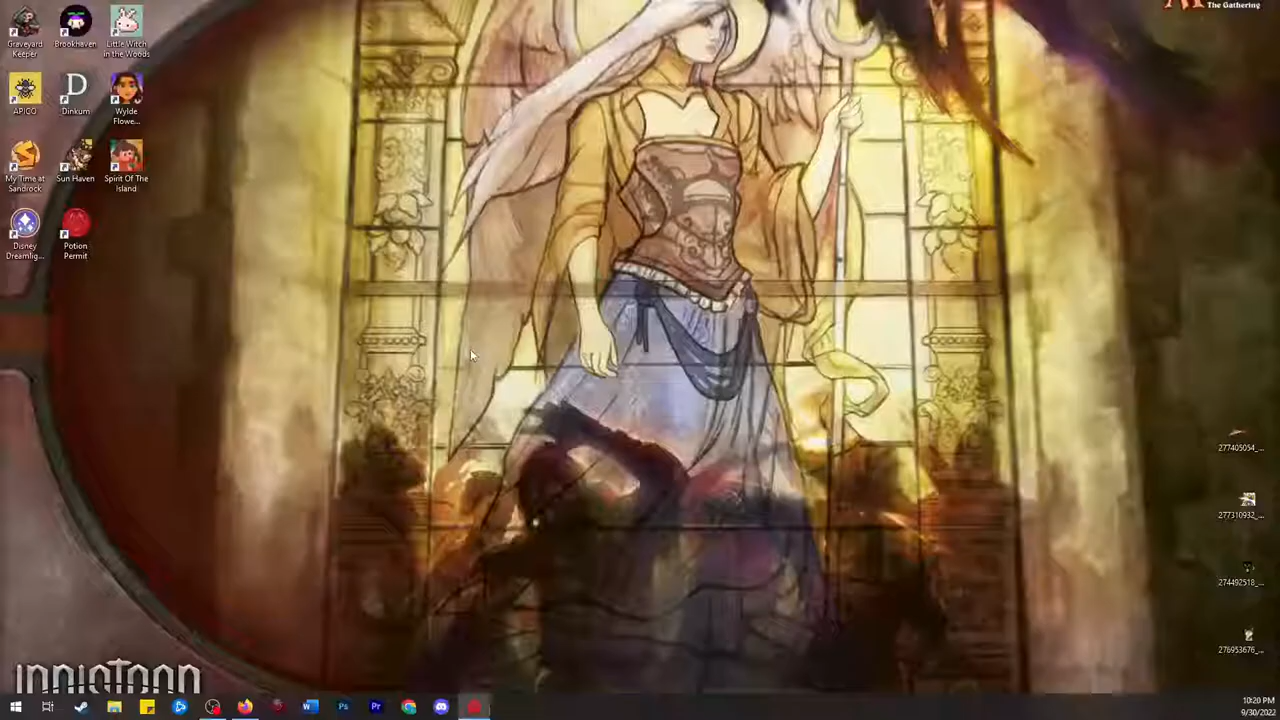 The Gathering
Graveyard Keeper
Brookhaven
Little Witch in the Woods
APICO
D
Dinkum
Wylde Flowe...
My Time at Sandrock
Sun Haven
Spirit Of The Island
Disney Dreamlig...
Potion Permit
277405054_...
277310932_...
274492518_...
276953676_...
W
Ps
Pr
10:20 PM
9/30/2022